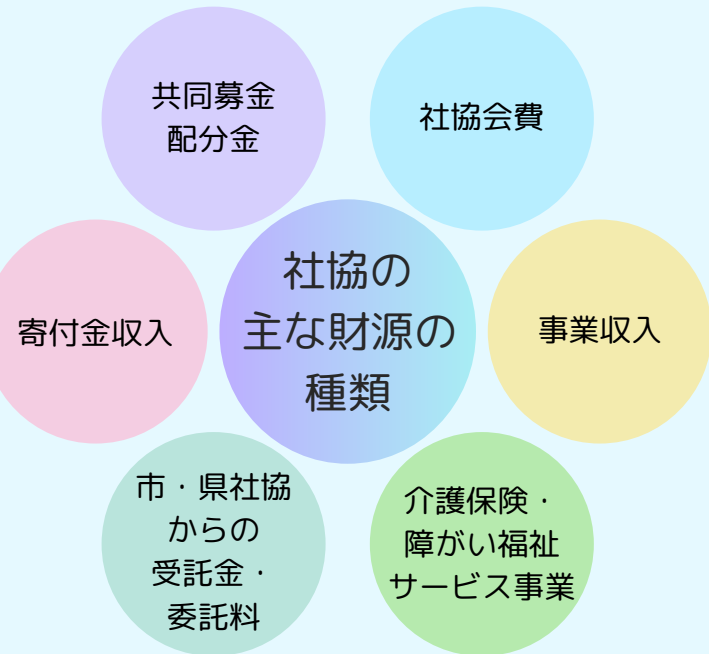 共同募金
配分金
社協会費
社協の
主な財源の
種類
寄付金収入
事業収入
市・県社協
からの
受託金・
委託料
介護保険・
障がい福祉
サービス事業